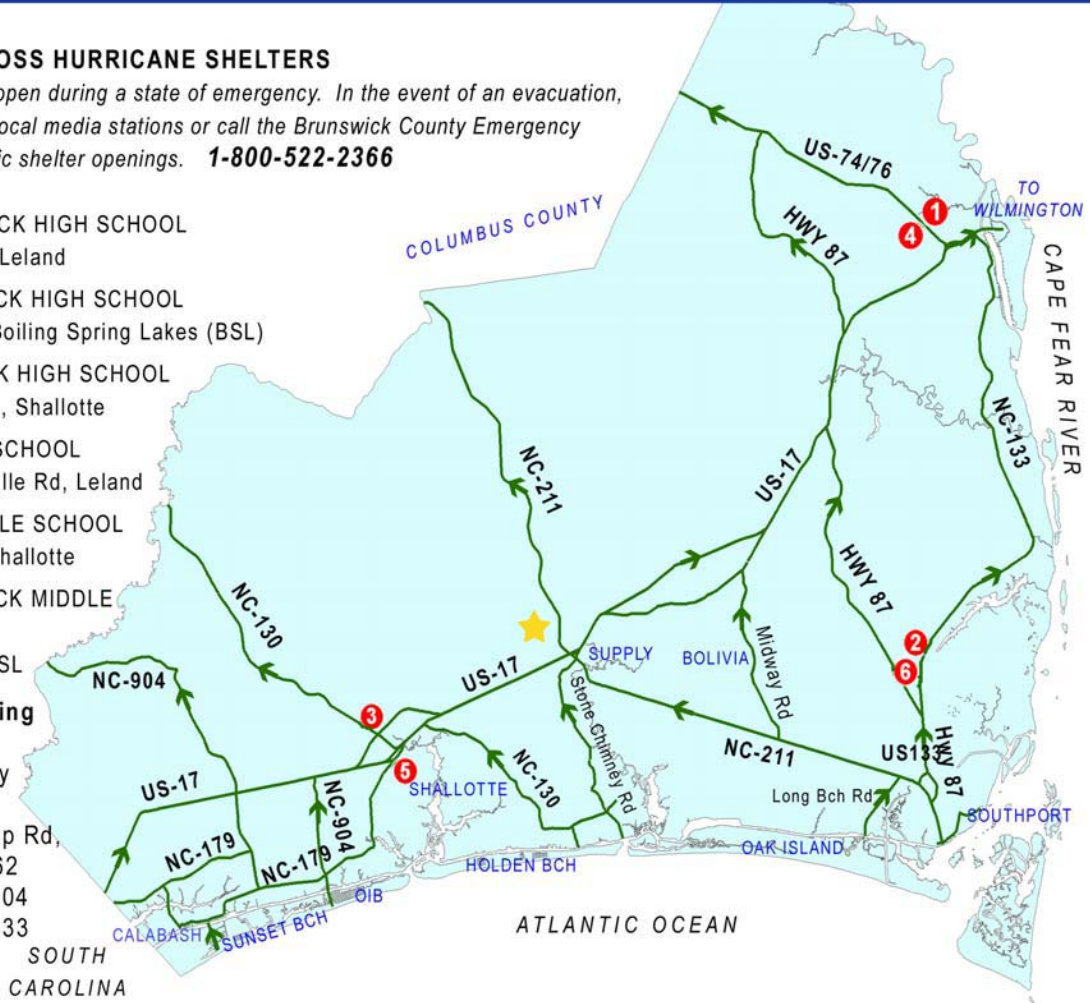 OSS HURRICANE SHELTERS
open during a state of emergency. In the event of an evacuation,
ocal media stations or call the Brunswick County Emergency
ic shelter openings. 1-800-522-2366
CK HIGH SCHOOL
Leland
CK HIGH SCHOOL
Boiling Spring Lakes (BSL)
K HIGH SCHOOL
, Shallotte
SCHOOL
lle Rd, Leland
LE SCHOOL
hallotte
CK MIDDLE
SL
ing
y
p Rd,
62
04
33
SOUTH
CAROLINA
COLUMBUS COUNTY
US-74/76
1
4
TO
WILMINGTON
HWY 87
CAPE FEAR RIVER
NC-133
NC-211
US-17
HWY 87
2
6
NC-130
SUPPLY
BOLIVIA
Midway Rd
NC-904
US-17
Stone Chimney Rd
3
5
SHALLOTTE
NC-130
NC-211
US133
HWY 87
Long Bch Rd
SOUTHPORT
US-17
NC-904
NC-179
NC-179
OAK ISLAND
HOLDEN BCH
OIB
CALABASH
SUNSET BCH
ATLANTIC OCEAN